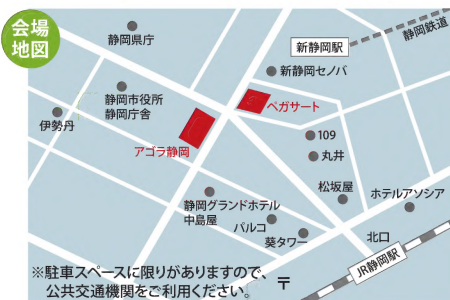 会場
地図
静岡県庁
静岡鉄道
新静岡駅
新静岡セノバ
静岡市役所
静岡庁舎
ペガサート
伊勢丹
109
アゴラ静岡
丸井
松坂屋
ホテルアソシア
静岡グランドホテル
中島屋
パルコ
葵タワー
北口
JR静岡駅
※駐車スペースに限りがありますので、
公共交通機関をご利用ください。
〒